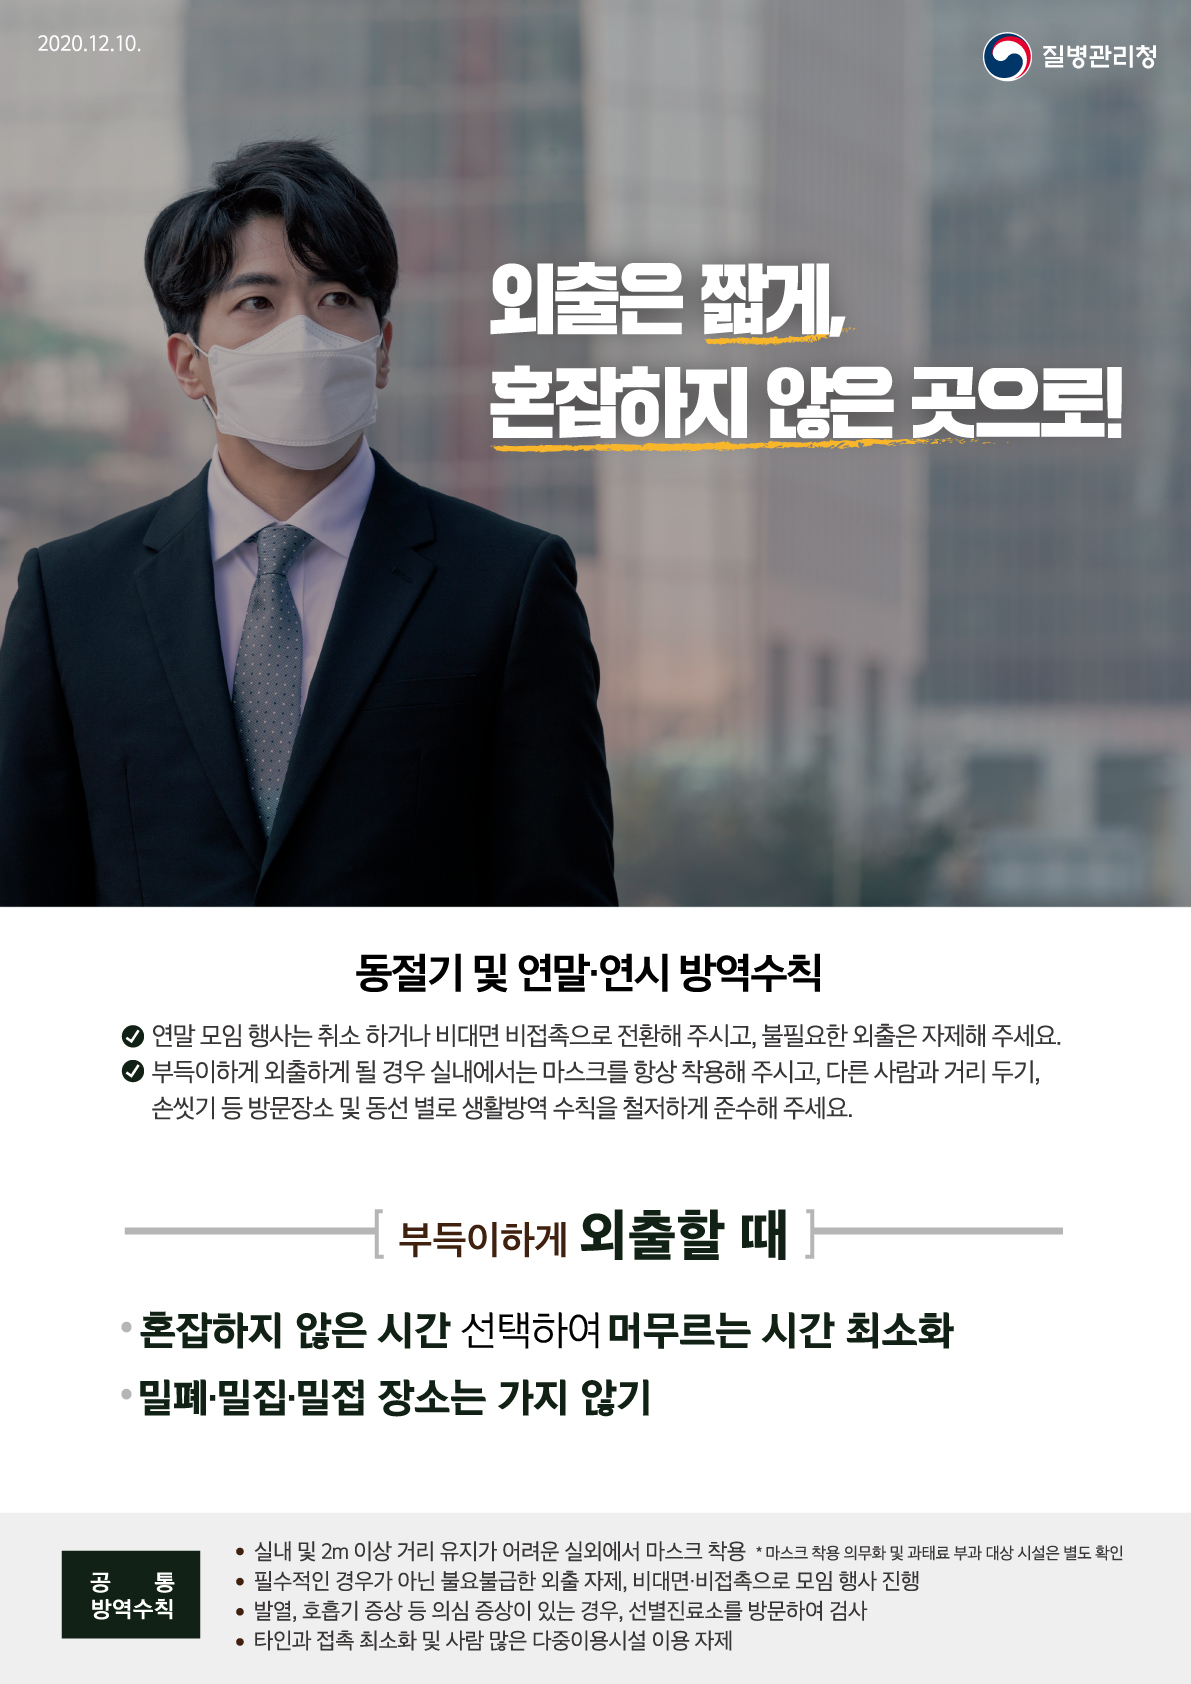 2020.12.10.
질병관리청
외출은 짧게,
혼잡하지 않은 곳으로!
동절기 및 연말·연시 방역수칙
연말 모임 행사는 취소 하거나 비대면 비접촉으로 전환해 주시고, 불필요한 외출은 자제해 주세요.
부득이하게 외출하게 될 경우 실내에서는 마스크를 항상 착용해 주시고, 다른 사람과 거리 두기,
손씻기 등 방문장소 및 동선 별로 생활방역 수칙을 철저하게 준수해 주세요.
[ 부득이하게 외출할 때 ]
• 혼잡하지 않은 시간 선택하여 머무르는 시간 최소화
• 밀폐·밀집·밀접 장소는 가지 않기
공 통
방역수칙
• 실내 및 2m 이상 거리 유지가 어려운 실외에서 마스크 착용 * 마스크 착용 의무화 및 과태료 부과 대상 시설은 별도 확인
• 필수적인 경우가 아닌 불요불급한 외출 자제, 비대면·비접촉으로 모임 행사 진행
• 발열, 호흡기 증상 등 의심 증상이 있는 경우, 선별진료소를 방문하여 검사
• 타인과 접촉 최소화 및 사람 많은 다중이용시설 이용 자제